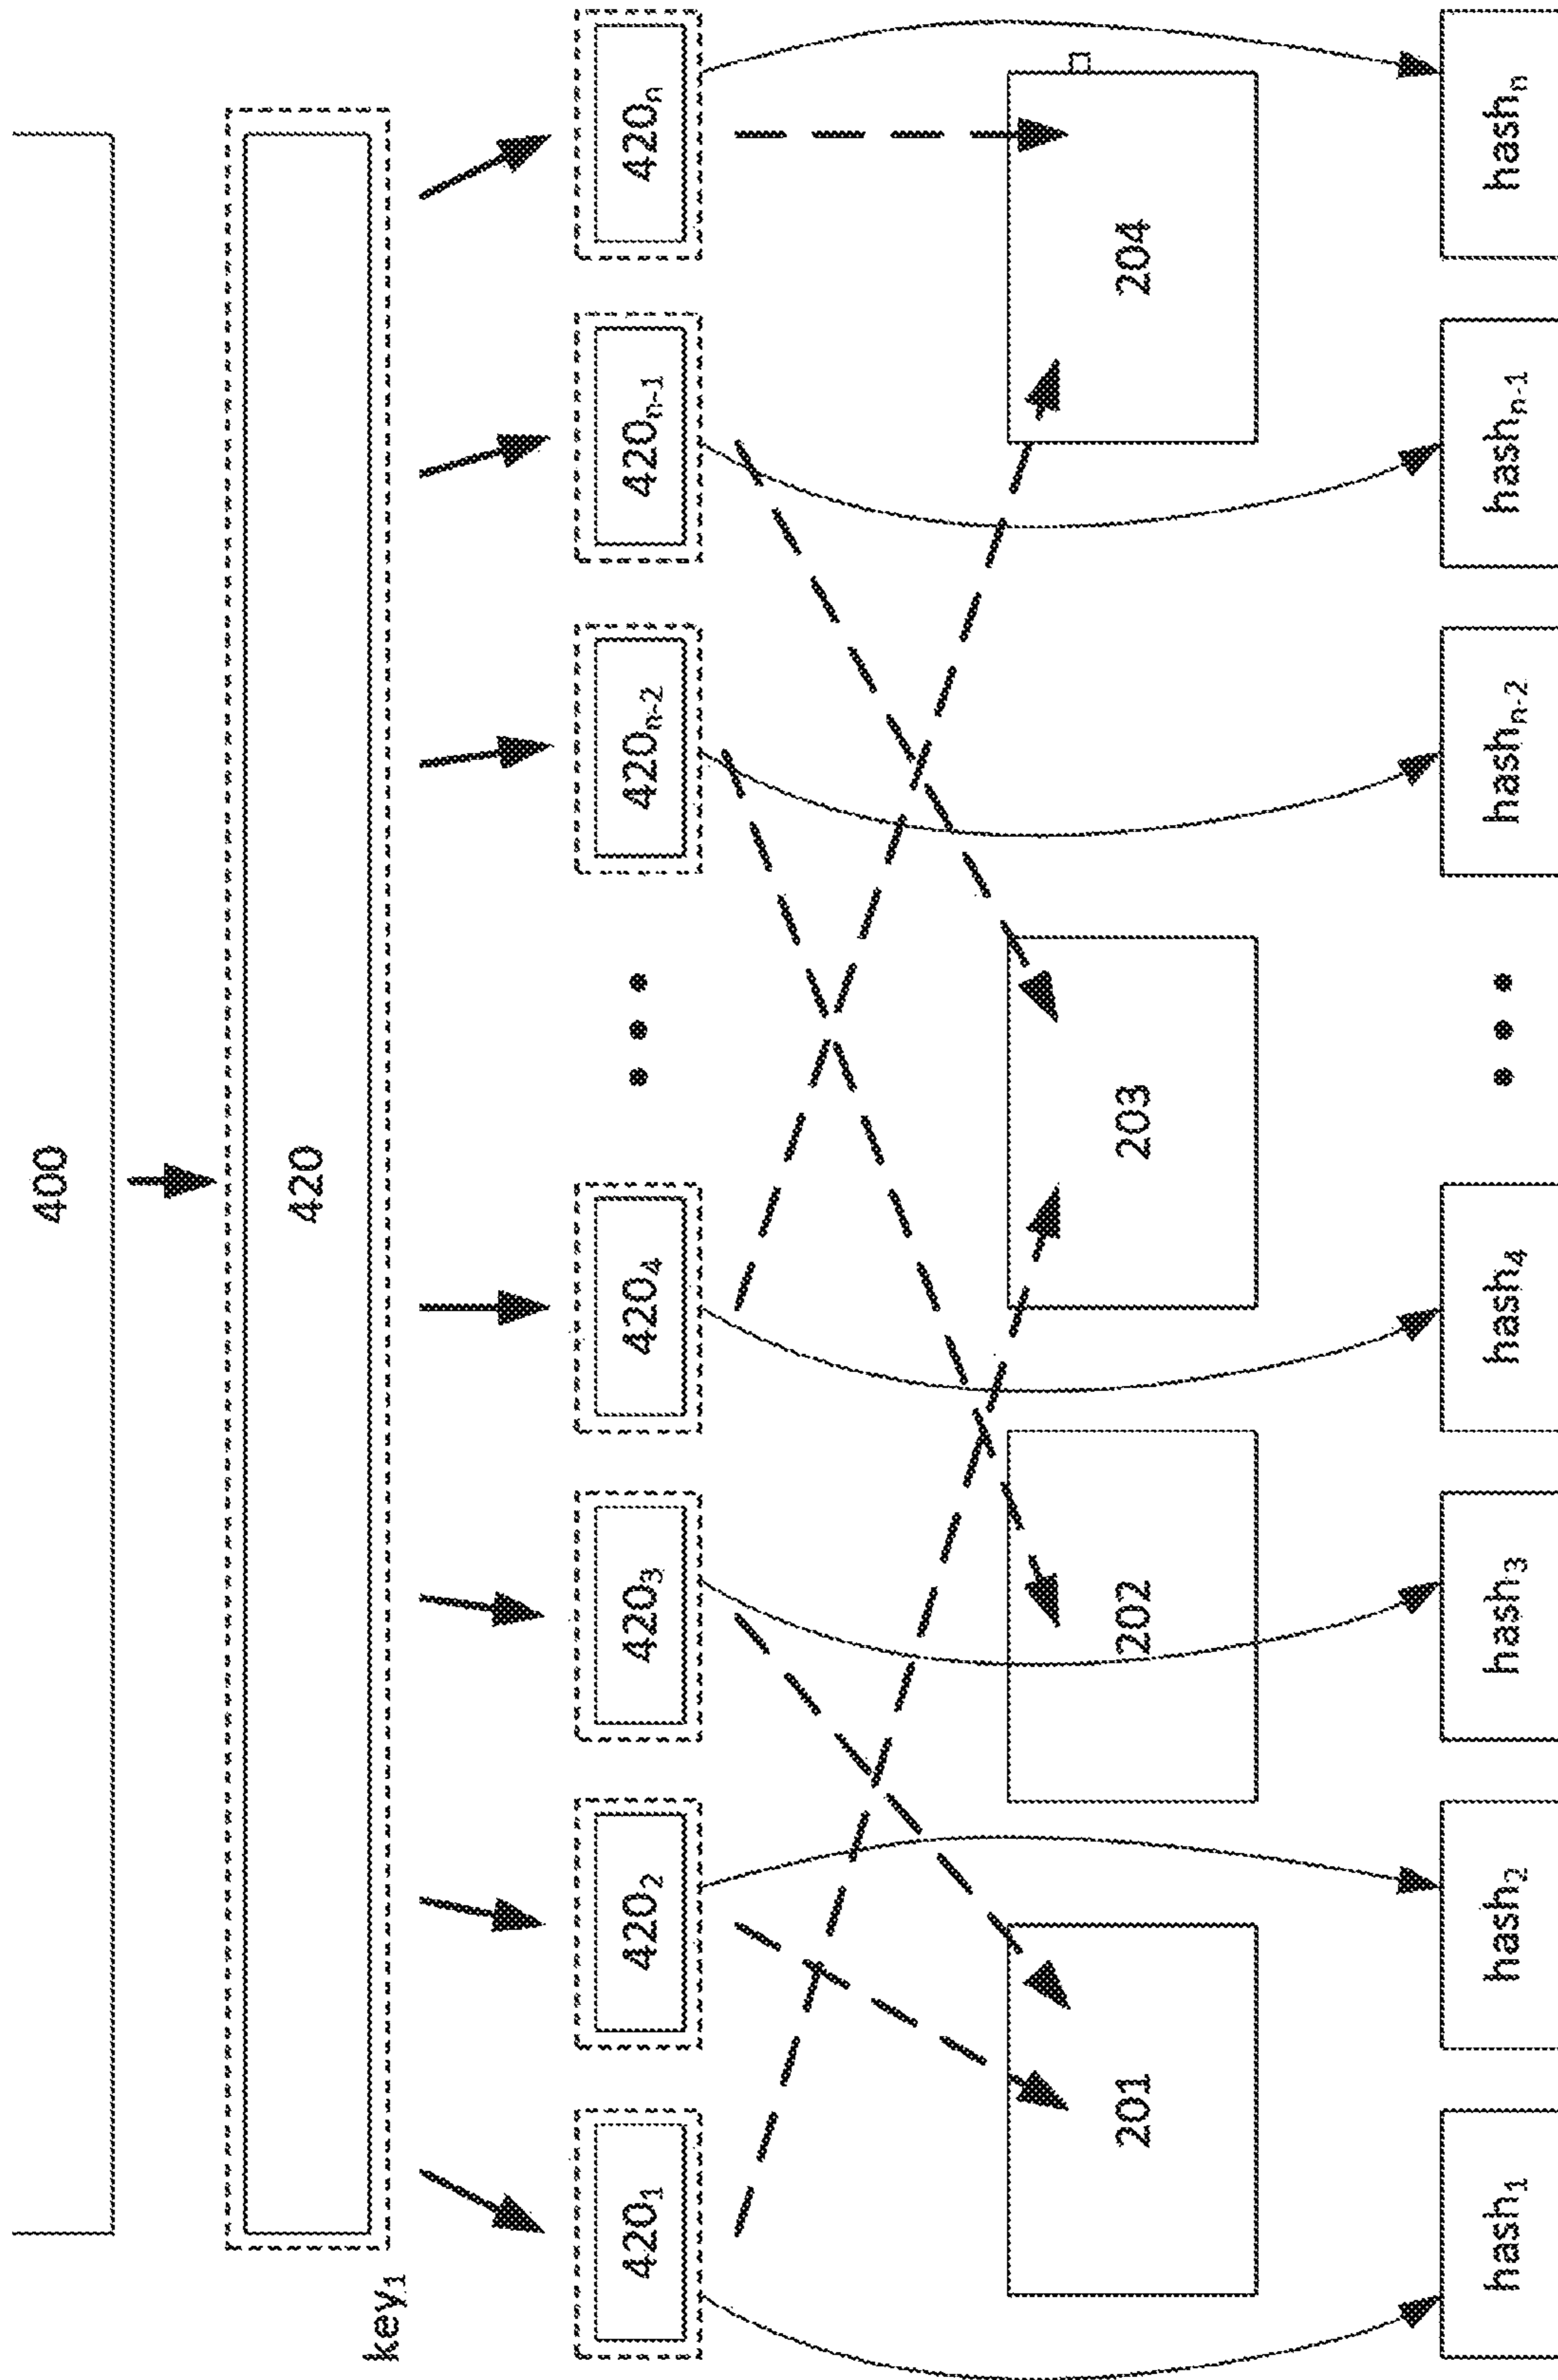 400
420
key₁
420₁ 420₂ 420₃ 420₄ • • • 420ₙ₋₂ 420ₙ₋₁ 420ₙ
201 202 203 204
hash₁ hash₂ hash₃ hash₄ • • • hashₙ₋₂ hashₙ₋₁ hashₙ